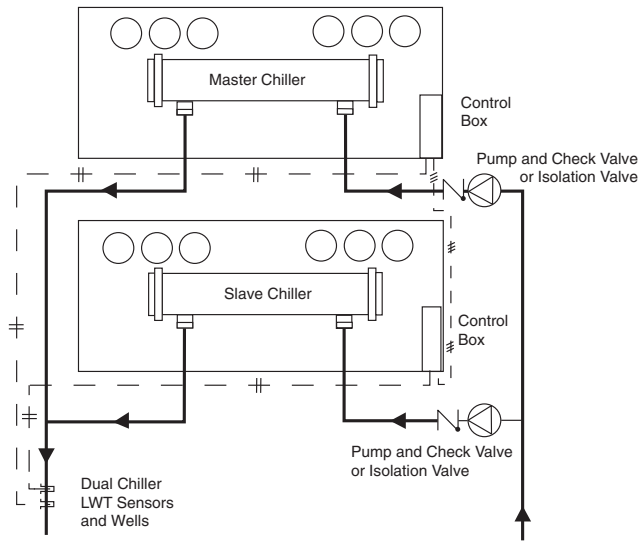 Master Chiller
Control
Box
Pump and Check Valve
or Isolation Valve
Slave Chiller
Control
Box
Pump and Check Valve
or Isolation Valve
Dual Chiller
LWT Sensors
and Wells